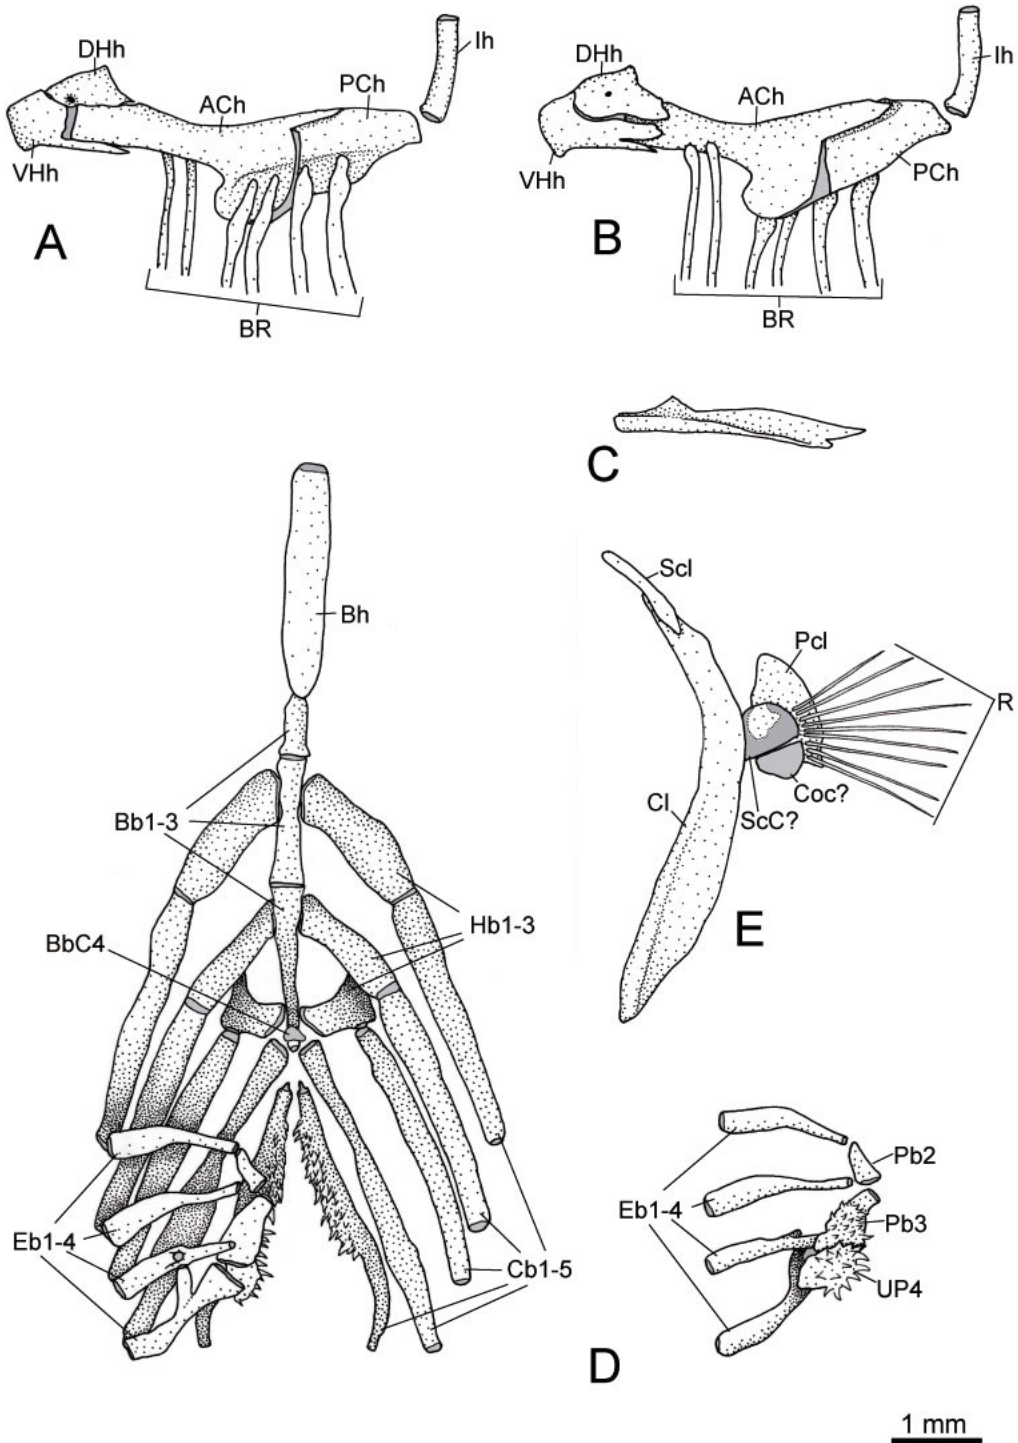 DHh
ACh
PCh
Ih
VHh
A
BR
DHh
ACh
Ih
VHh
PCh
B
BR
C
Bh
Bb1-3
BbC4
Hb1-3
Eb1-4
Cb1-5
Scl
Pcl
R
Cl
ScC?
Coc?
E
Eb1-4
Pb2
Pb3
UP4
D
1 mm